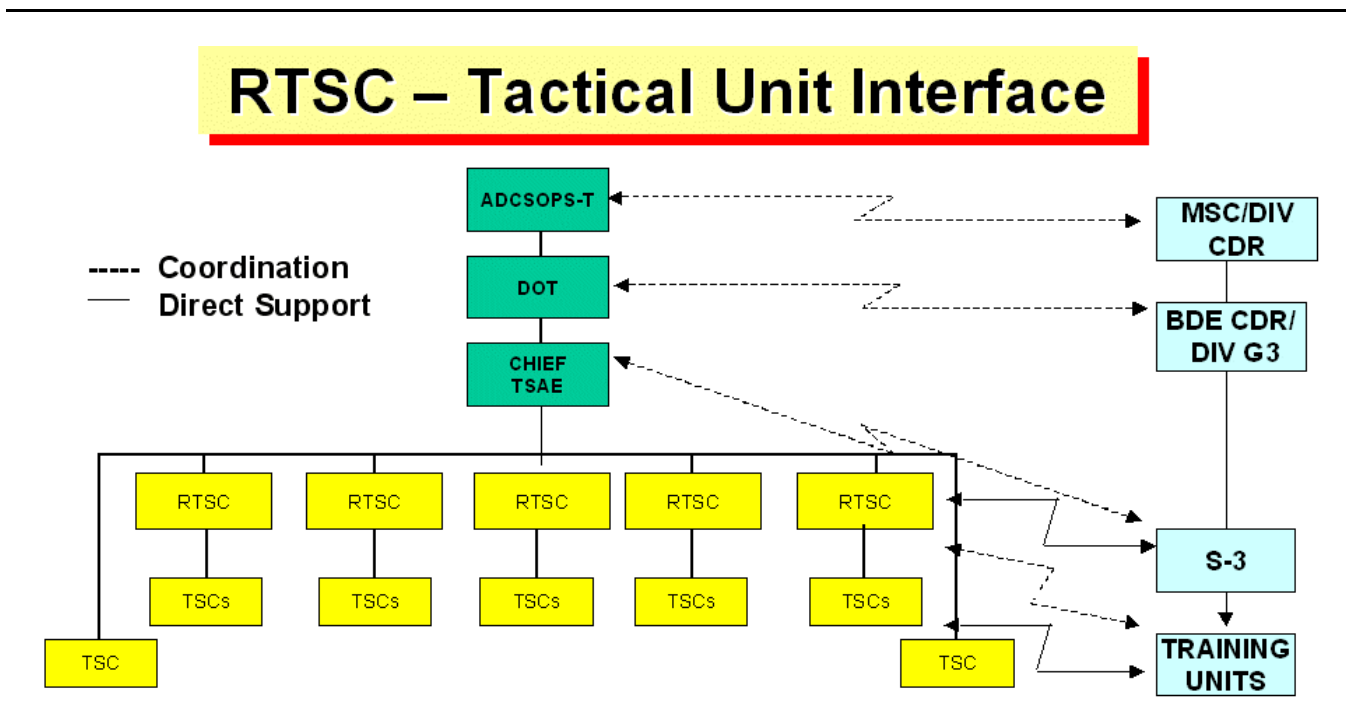 RTSC – Tactical Unit Interface
ADCSOPS-T
MSC/DIV
CDR
----- Coordination
— Direct Support
DOT
BDE CDR/
DIV G3
CHIEF
TSAE
RTSC
RTSC
RTSC
RTSC
RTSC
S-3
TSCs
TSCs
TSCs
TSCs
TSCs
TSC
TSC
TRAINING
UNITS